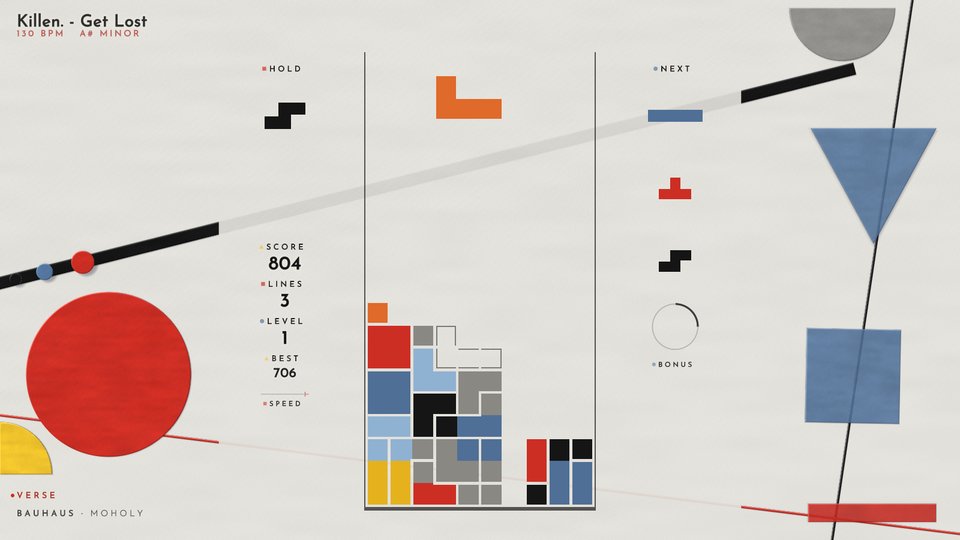 Killen. - Get Lost
130 BPM A# MINOR
HOLD
NEXT
SCORE
804
LINES
3
LEVEL
1
BEST
706
SPEED
BONUS
VERSE
BAUHAUS · MOHOLY